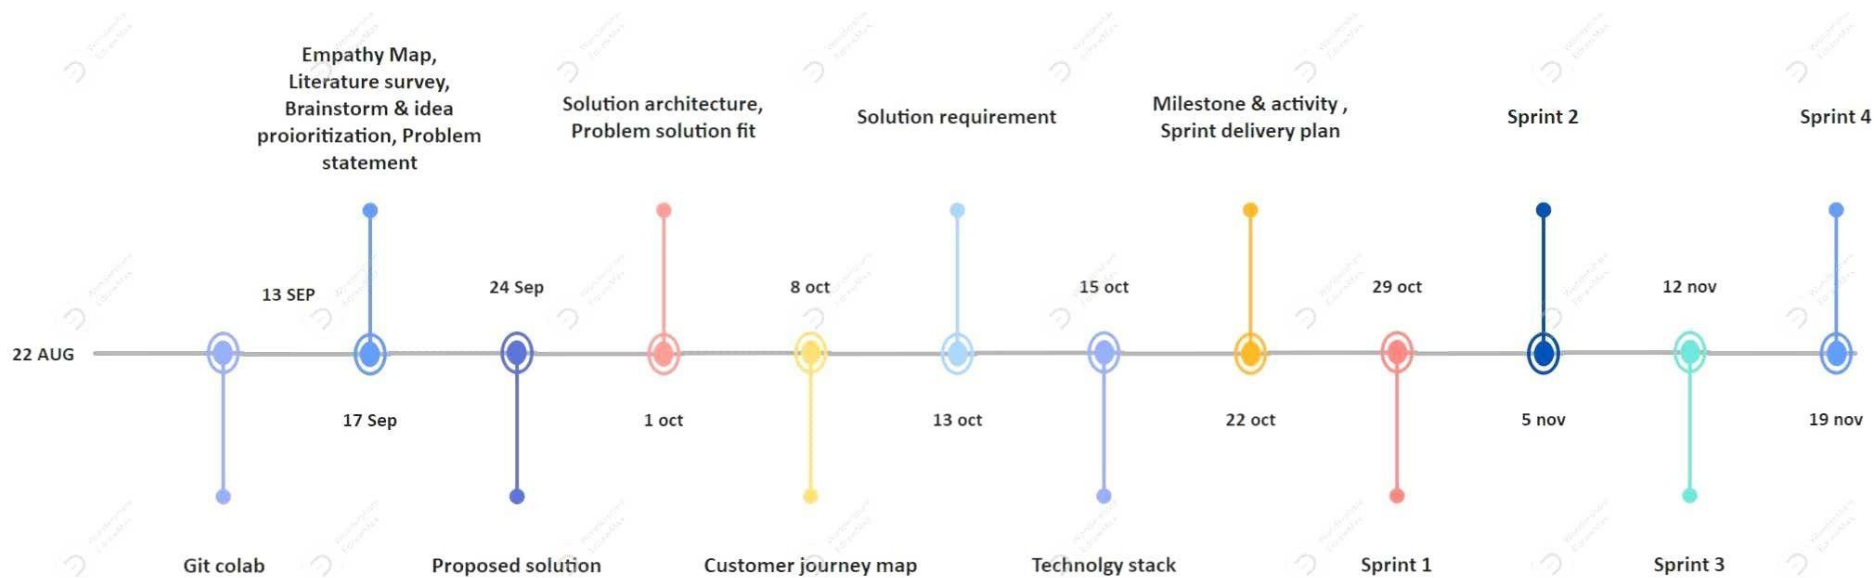 Empathy Map,
Literature survey,
Brainstorm & idea
proioritization, Problem
statement
Solution architecture,
Problem solution fit
Solution requirement
Milestone & activity ,
Sprint delivery plan
Sprint 2
Sprint 4
13 SEP
24 Sep
8 oct
15 oct
29 oct
12 nov
22 AUG
17 Sep
1 oct
13 oct
22 oct
5 nov
19 nov
Git colab
Proposed solution
Customer journey map
Technolgy stack
Sprint 1
Sprint 3